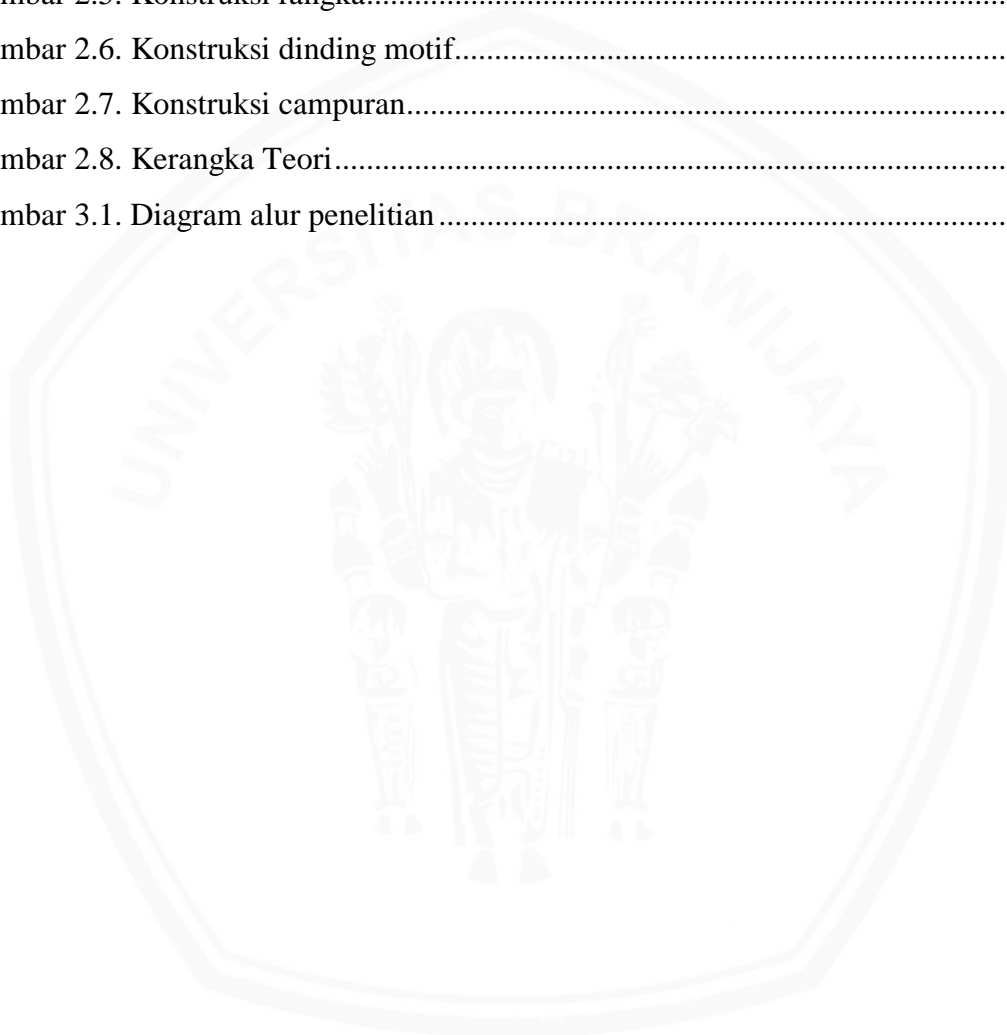 mbar 2.5. Konstruksi rangka....................................................................................
mbar 2.6. Konstruksi dinding motif......................................................................
mbar 2.7. Konstruksi campuran............................................................................
mbar 2.8. Kerangka Teori.....................................................................................
mbar 3.1. Diagram alur penelitian........................................................................
UNIVERSITAS BRAWIJAYA